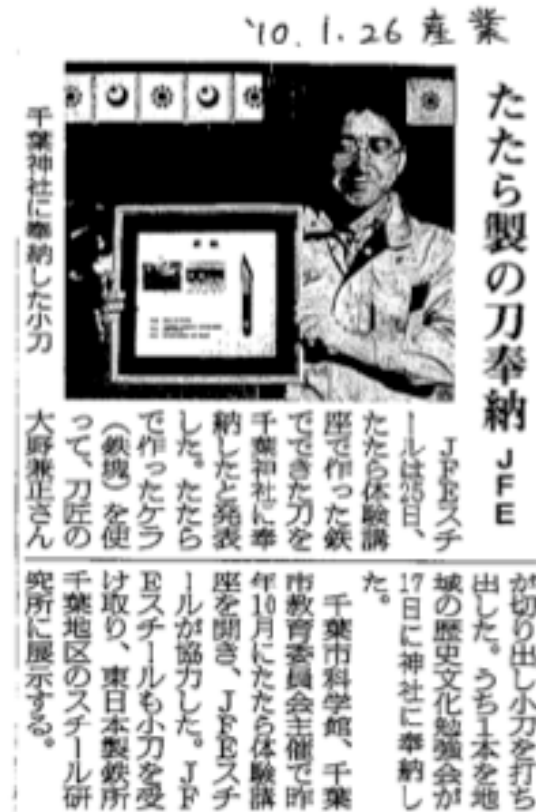 '10.1.26 産業
たたら製の刀奉納
JFE
千葉神社に奉納した小刀
JFEスチ
ールは25日、
たたら体験講
座で作った鉄
でできた刀を
千葉神社に奉
納したと発表
した。たたら
で作ったケラ
(鉄塊)を使
って、刀匠の
大野兼正さん
が切り出し小刀を打ち
出した。うち1本を地
域の歴史文化勉強会が
17日に神社に奉納し
た。
千葉市科学館、千葉
市教育委員会主催で昨
年10月にたたら体験講
座を開き、JFEスチ
ールが協力した。JF
Eスチールも小刀を受
け取り、東日本製鉄所
千葉地区のスチール研
究所に展示する。